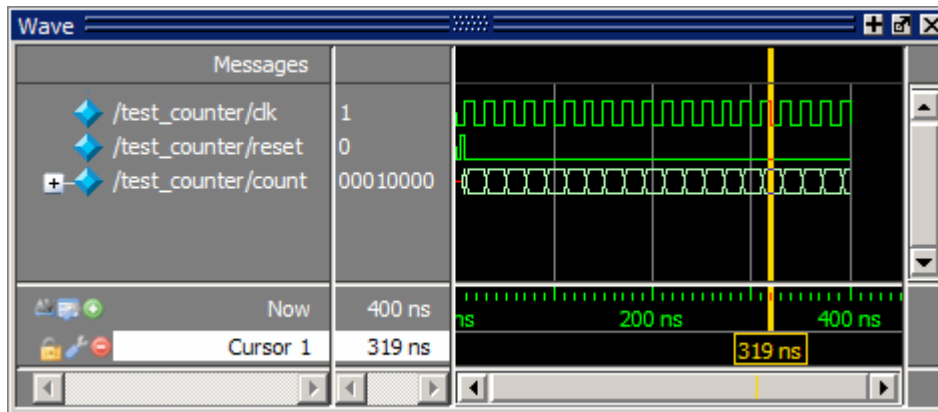 Wave
Messages
/test_counter/clk 1
/test_counter/reset 0
/test_counter/count 00010000
Now 400 ns
ns 200 ns 400 ns
Cursor 1 319 ns
319 ns